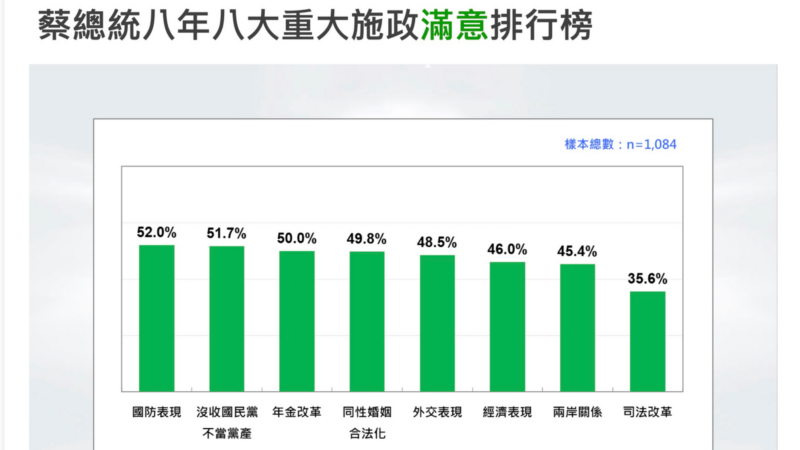 蔡總統八年八大重大施政滿意排行榜
樣本總數：n=1,084
52.0% 51.7% 50.0% 49.8% 48.5% 46.0% 45.4% 35.6%
國防表現 沒收國民黨 年金改革 同性婚姻 外交表現 經濟表現 兩岸關係 司法改革
不當黨產 合法化